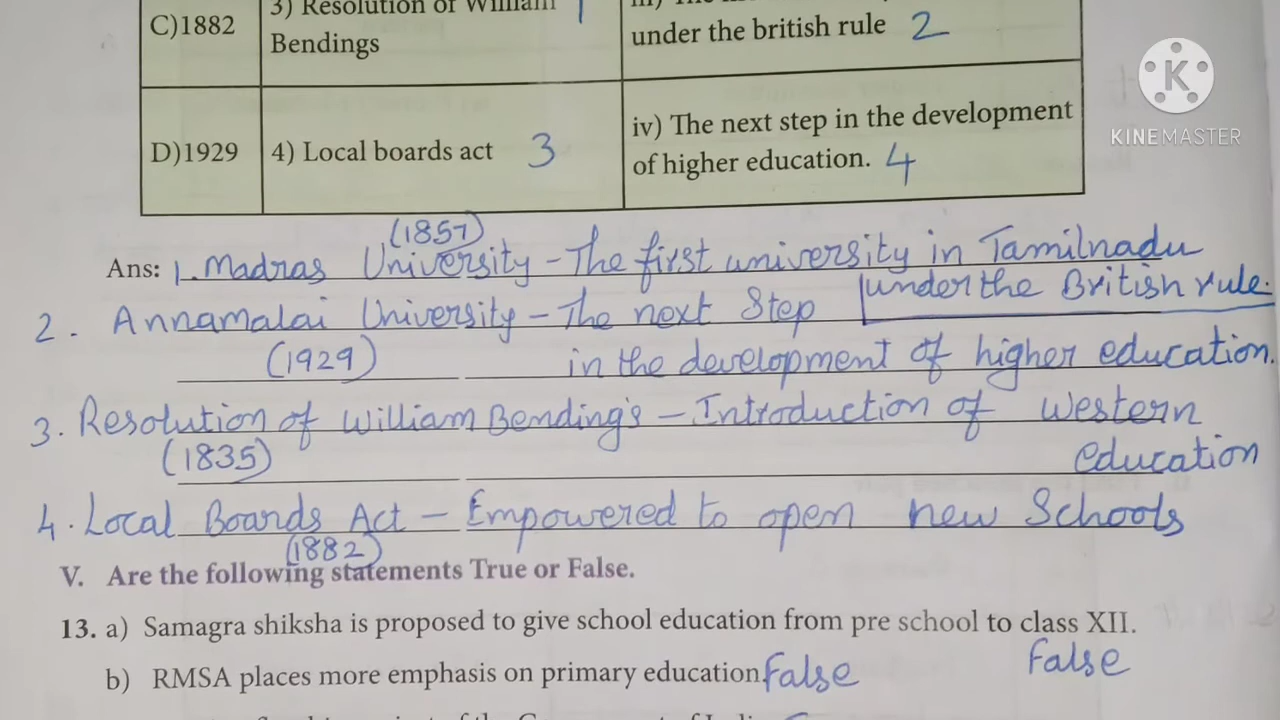 C)1882
3) Resolution of William 1
Bendings
under the british rule 2
D)1929
4) Local boards act 3
iv) The next step in the development
of higher education. 4
KINEMASTER
(1857)
Ans: 1. Madras University - The first university in Tamilnadu
under the British rule.
2. Annamalai University - The next Step
(1929) in the development of higher education.
3. Resolution of William Bending's - Introduction of Western
(1835) education
4. Local Boards Act - Empowered to open new Schools
(1882)
V. Are the following statements True or False.
13. a) Samagra shiksha is proposed to give school education from pre school to class XII.
False
b) RMSA places more emphasis on primary education. False